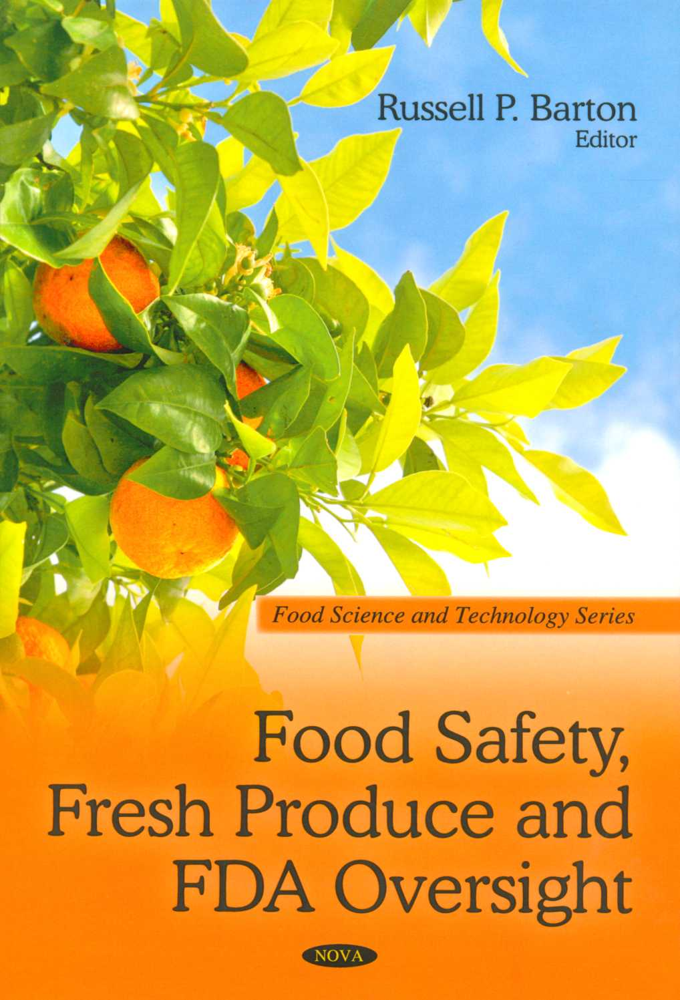 Russell P. Barton
Editor
Food Science and Technology Series
Food Safety,
Fresh Produce and
FDA Oversight
NOVA